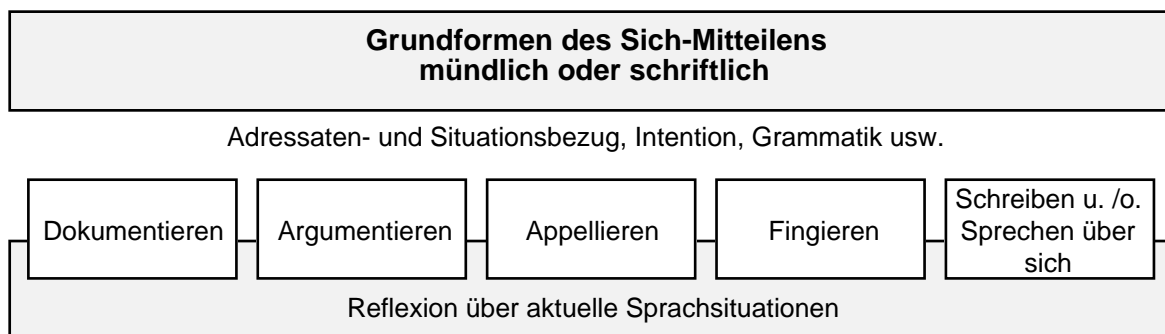 Grundformen des Sich-Mitteilens
mündlich oder schriftlich
Adressaten- und Situationsbezug, Intention, Grammatik usw.
Dokumentieren
Argumentieren
Appellieren
Fingieren
Schreiben u. /o.
Sprechen über
sich
Reflexion über aktuelle Sprachsituationen